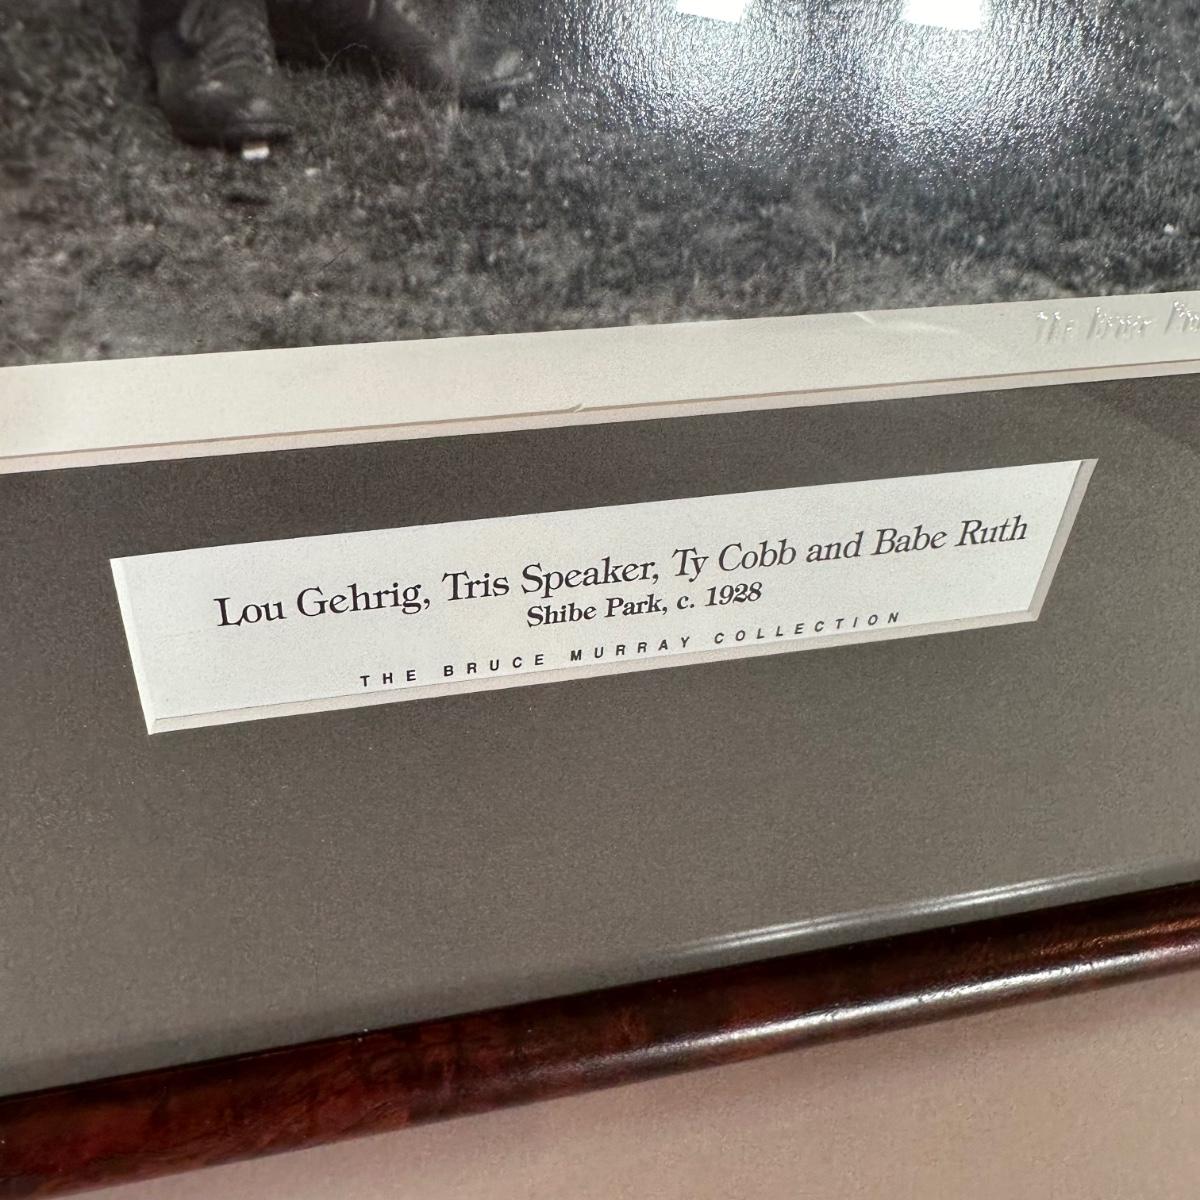 Lou Gehrig, Tris Speaker, Ty Cobb and Babe Ruth
Shibe Park, c. 1928
THE BRUCE MURRAY COLLECTION